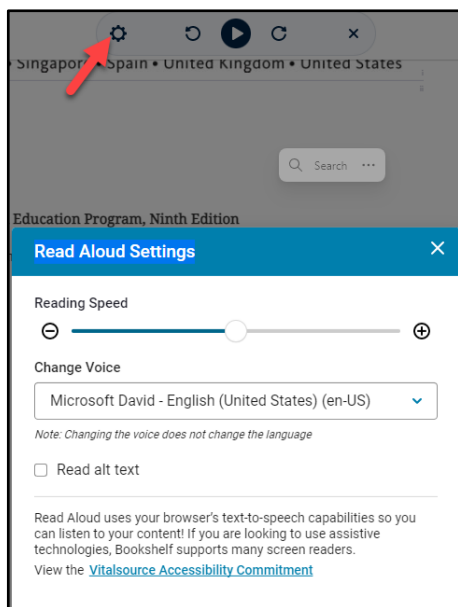 • Singapore • Spain • United Kingdom • United States
Search
Education Program, Ninth Edition
Read Aloud Settings
Reading Speed
Change Voice
Microsoft David - English (United States) (en-US)
Note: Changing the voice does not change the language
Read alt text
Read Aloud uses your browser's text-to-speech capabilities so you
can listen to your content! If you are looking to use assistive
technologies, Bookshelf supports many screen readers.
View the Vitalsource Accessibility Commitment